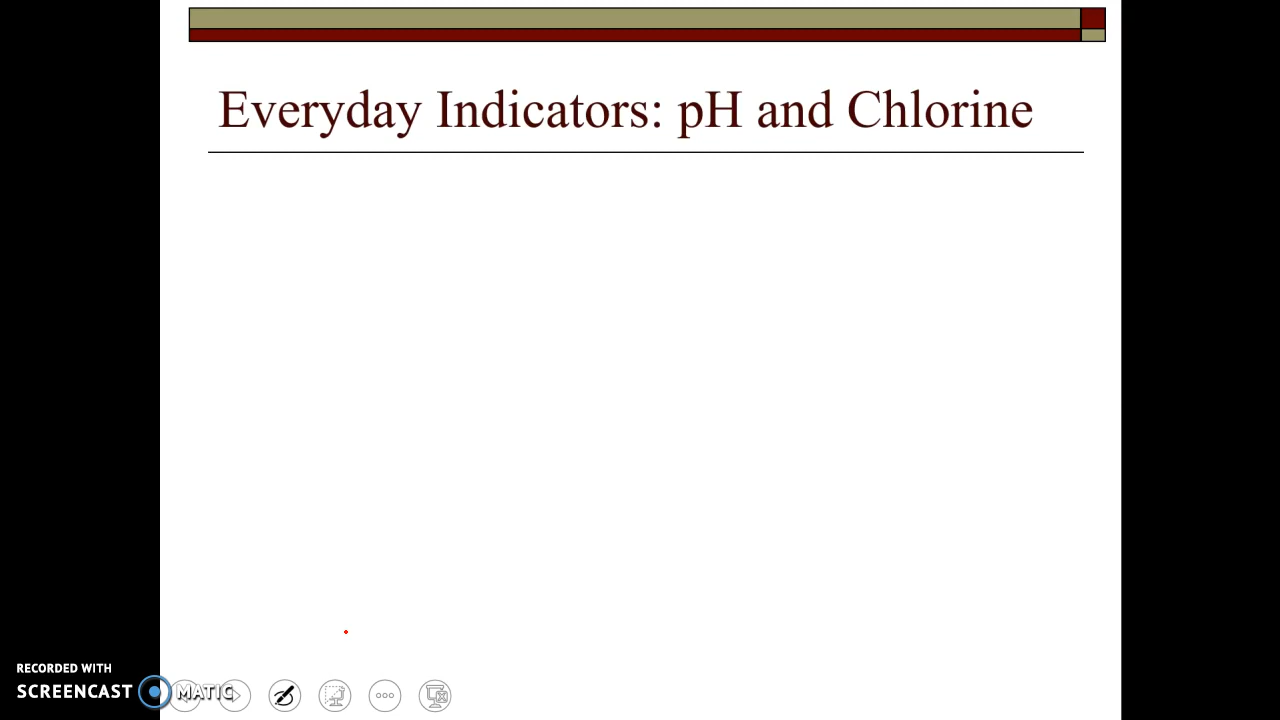 Everyday Indicators: pH and Chlorine
RECORDED WITH
SCREENCAST MATIC